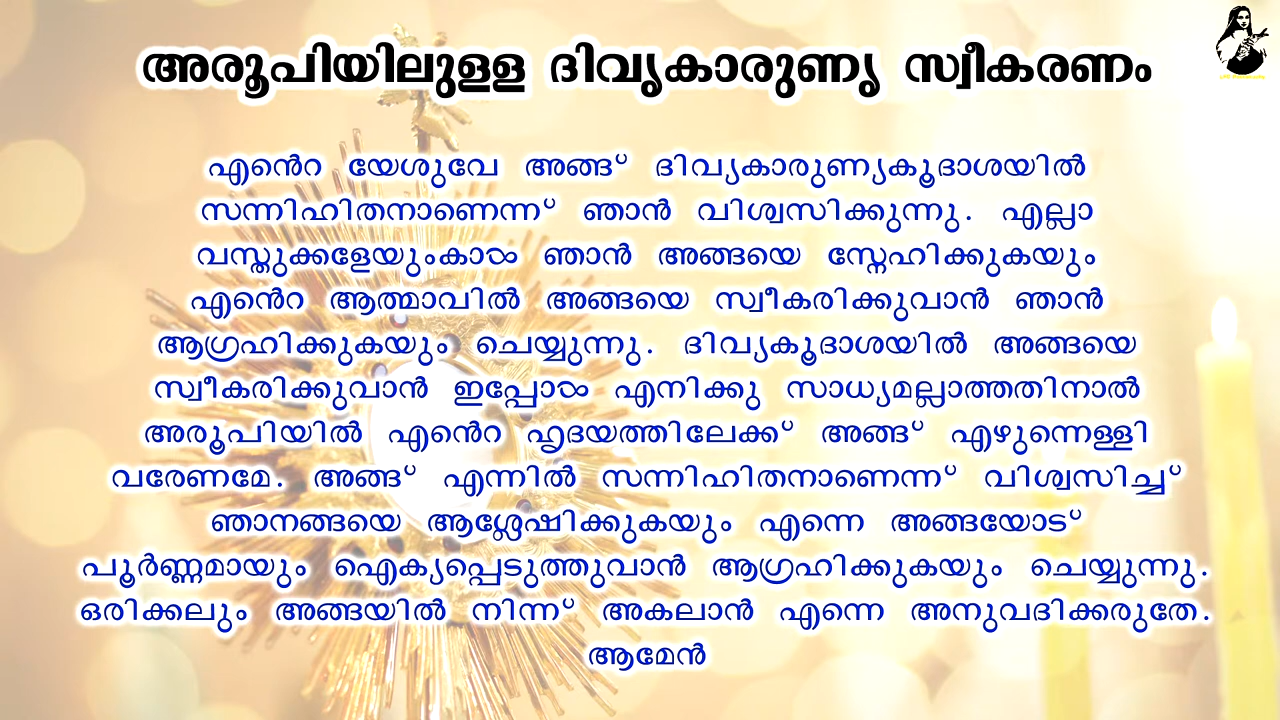 അരൂപിയിലുളള ദിവ്യകാരുണ്യ സ്വീകരണം
എൻെറ യേശുവേ അങ്ങ് ദിവ്യകാരുണ്യകൂദാശയിൽ
സന്നിഹിതനാണെന്ന് ഞാൻ വിശ്വസിക്കുന്നു. എല്ലാ
വസ്തുക്കളേയുംകാൾ ഞാൻ അങ്ങയെ സ്നേഹിക്കുകയും
എൻെറ ആത്മാവിൽ അങ്ങയെ സ്വീകരിക്കുവാൻ ഞാൻ
ആഗ്രഹിക്കുകയും ചെയ്യുന്നു. ദിവ്യകൂദാശയിൽ അങ്ങയെ
സ്വീകരിക്കുവാൻ ഇപ്പോൾ എനിക്കു സാധ്യമല്ലാത്തതിനാൽ
അരൂപിയിൽ എൻെറ ഹൃദയത്തിലേക്ക് അങ്ങ് എഴുന്നെള്ളി
വരേണമേ. അങ്ങ് എന്നിൽ സന്നിഹിതനാണെന്ന് വിശ്വസിച്ച്
ഞാനങ്ങയെ ആശ്ലേഷിക്കുകയും എന്നെ അങ്ങയോട്
പൂർണ്ണമായും ഐക്യപ്പെടുത്തുവാൻ ആഗ്രഹിക്കുകയും ചെയ്യുന്നു.
ഒരിക്കലും അങ്ങയിൽ നിന്ന് അകലാൻ എന്നെ അനുവദിക്കരുതേ.
ആമേൻ